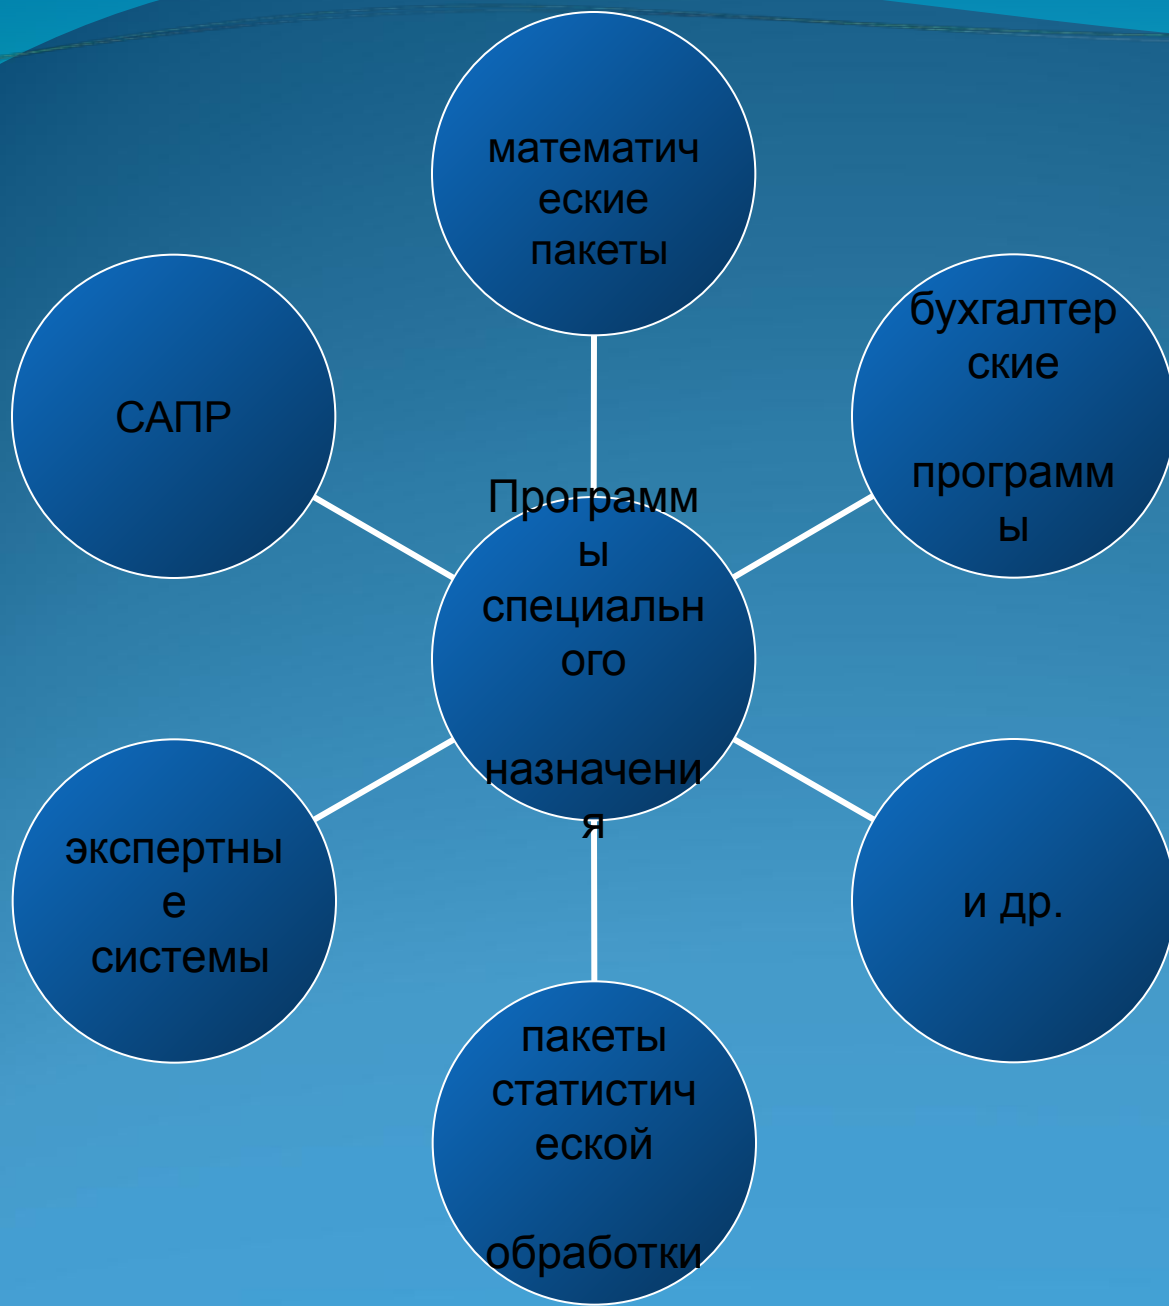 математич
еские
пакеты
бухгалтер
ские
программ
ы
САПР
Программ
ы
специальн
ого
назначени
я
экспертны
е
системы
и др.
пакеты
статистич
еской
обработки